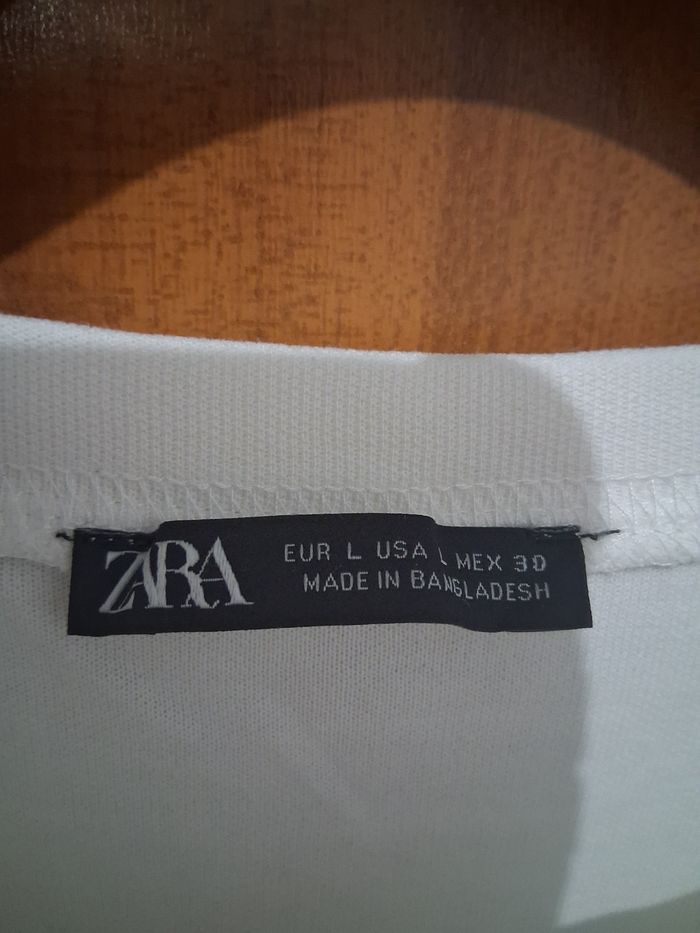 ZARA
EUR L USA L MEX 30
MADE IN BANGLADESH